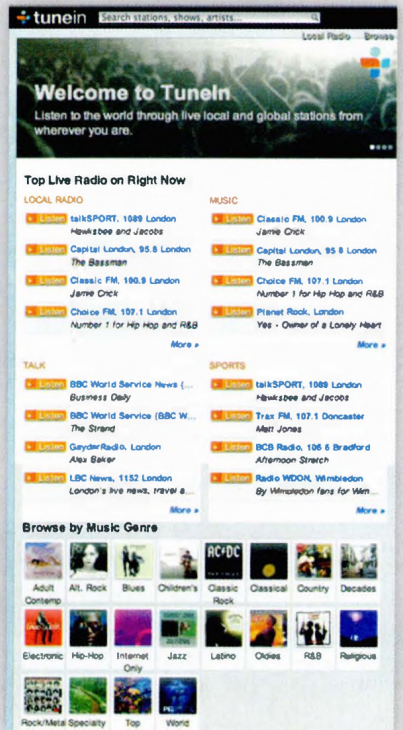 tunein
Search stations, shows, artists...
Local Radio Browse
Welcome to TuneIn
Listen to the world through live local and global stations from
wherever you are.
Top Live Radio on Right Now
LOCAL RADIO
Listen talkSPORT, 1089 London
Hawksbee and Jacobs
Listen Capital London, 95.8 London
The Bassman
Listen Classic FM, 100.9 London
Jamie Crick
Listen Choice FM, 107.1 London
Number 1 for Hip Hop and R&B
More »
MUSIC
Listen Classic FM, 100.9 London
Jamie Crick
Listen Capital London, 95.8 London
The Bassman
Listen Choice FM, 107.1 London
Number 1 for Hip Hop and R&B
Listen Planet Rock, London
Yes - Owner of a Lonely Heart
More »
TALK
Listen BBC World Service News (...
Business Daily
Listen BBC World Service (BBC W...
The Strand
Listen GaydarRadio, London
Alex Baker
Listen LBC News, 1152 London
London's live news, travel a...
More »
SPORTS
Listen talkSPORT, 1089 London
Hawksbee and Jacobs
Listen Trax FM, 107.1 Doncaster
Matt Jones
Listen BCB Radio, 106.6 Bradford
Afternoon Stretch
Listen Radio WDON, Wimbledon
By Wimbledon fans for Wim...
More »
Browse by Music Genre
AC/DC
Adult Contemp
Alt. Rock
Blues
Children's
Classic Rock
Classical
Country
Decades
Electronic
Hip-Hop
Internet Only
Jazz
Latino
Oldies
R&B
Religious
Rock/Metal
Specialty
Top
World